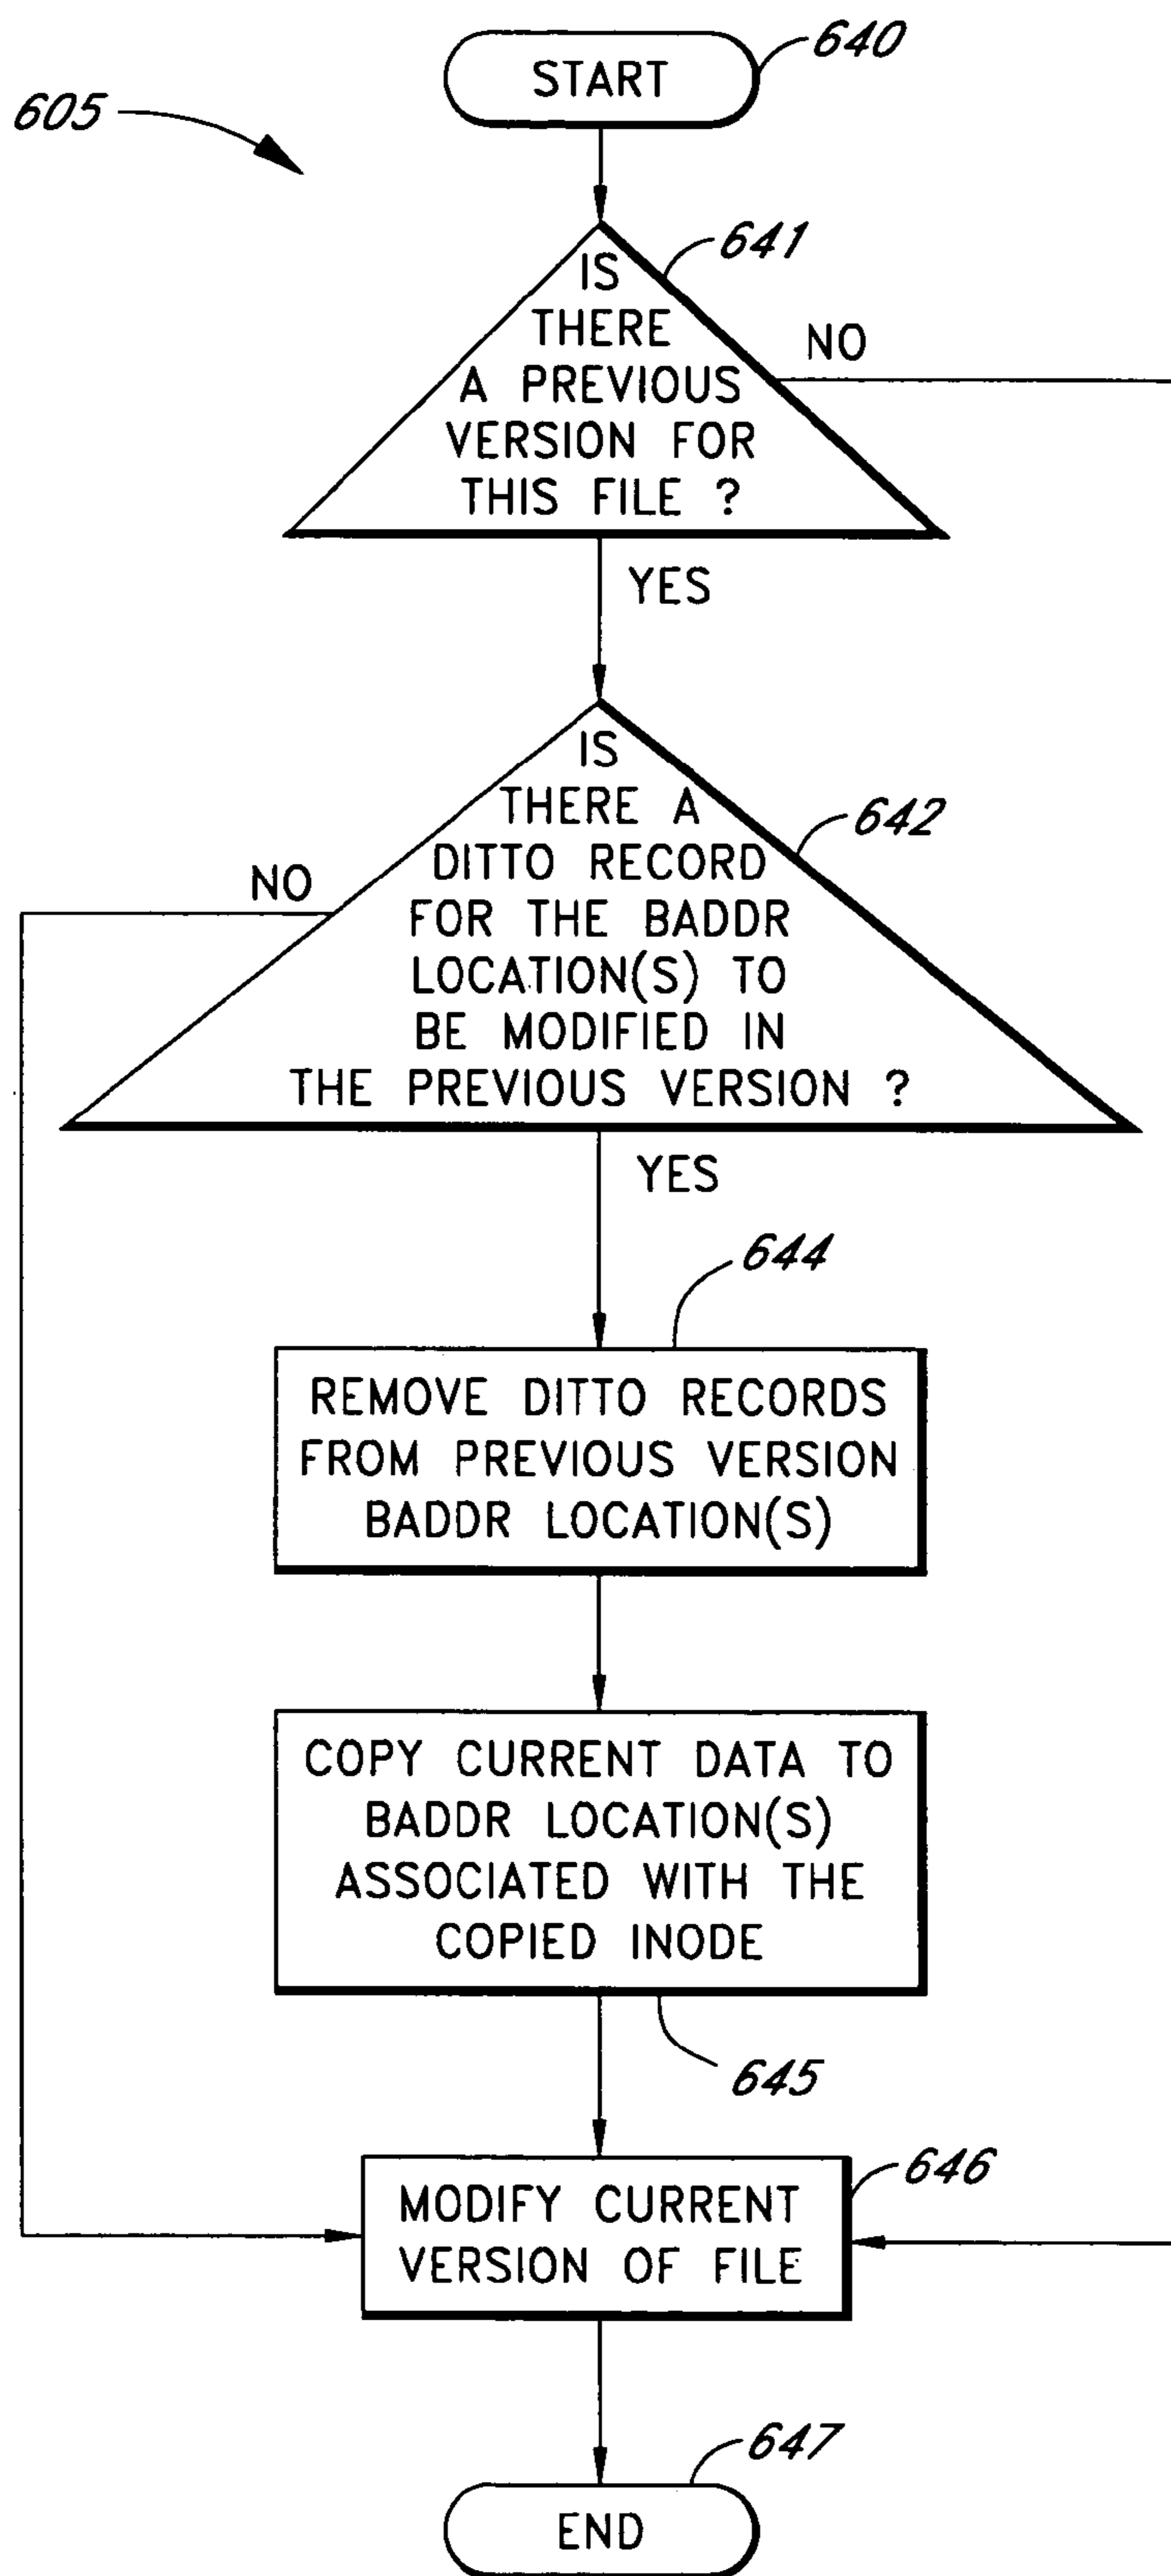 START
640
605
641
IS
THERE
A PREVIOUS
VERSION FOR
THIS FILE ?
NO
YES
IS
THERE A
DITTO RECORD
FOR THE BADDR
LOCATION(S) TO
BE MODIFIED IN
THE PREVIOUS VERSION ?
642
NO
YES
644
REMOVE DITTO RECORDS
FROM PREVIOUS VERSION
BADDR LOCATION(S)
COPY CURRENT DATA TO
BADDR LOCATION(S)
ASSOCIATED WITH THE
COPIED INODE
645
646
MODIFY CURRENT
VERSION OF FILE
647
END